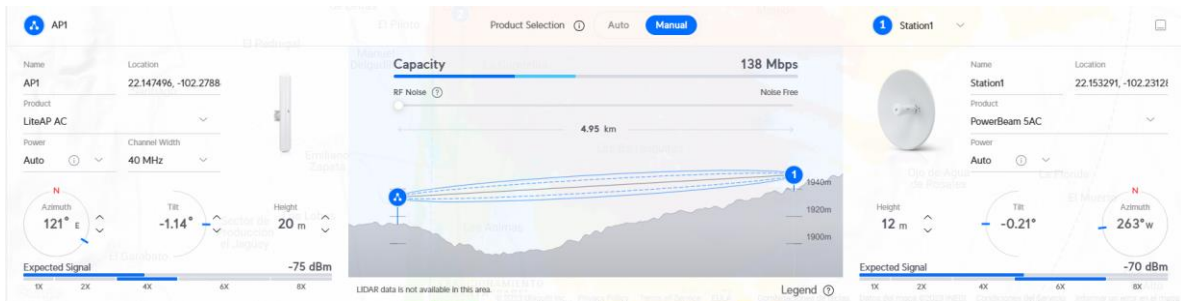 AP1
Product Selection Auto Manual
1 Station1
Name Location
AP1 22.147496, -102.2788
Product
LiteAP AC
Power Channel Width
Auto 40 MHz
N
Azimuth
121° E
Tilt
-1.14°
Height
20 m
Expected Signal -75 dBm
1X 2X 4X 6X 8X
Capacity 138 Mbps
RF Noise Noise Free
4.95 km
1
1940m
1920m
1900m
LIDAR data is not available in this area. Legend
Name Location
Station1 22.153291, -102.23128
Product
PowerBeam 5AC
Power
Auto
Height
12 m
Tilt
-0.21°
N
Azimuth
263° W
Expected Signal -70 dBm
1X 2X 4X 6X 8X